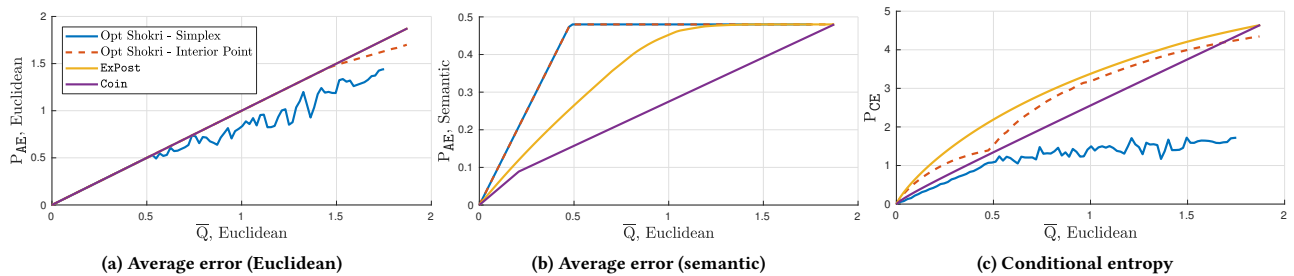 2
1.5
1
0.5
0
P_AE, Euclidean
Opt Shokri - Simplex
Opt Shokri - Interior Point
ExPost
Coin
0 0.5 1 1.5 2
Q̅, Euclidean
(a) Average error (Euclidean)
0.5
0.4
0.3
0.2
0.1
0
P_AE, Semantic
0 0.5 1 1.5 2
Q̅, Euclidean
(b) Average error (semantic)
5
4
3
2
1
0
P_CE
0 0.5 1 1.5 2
Q̅, Euclidean
(c) Conditional entropy